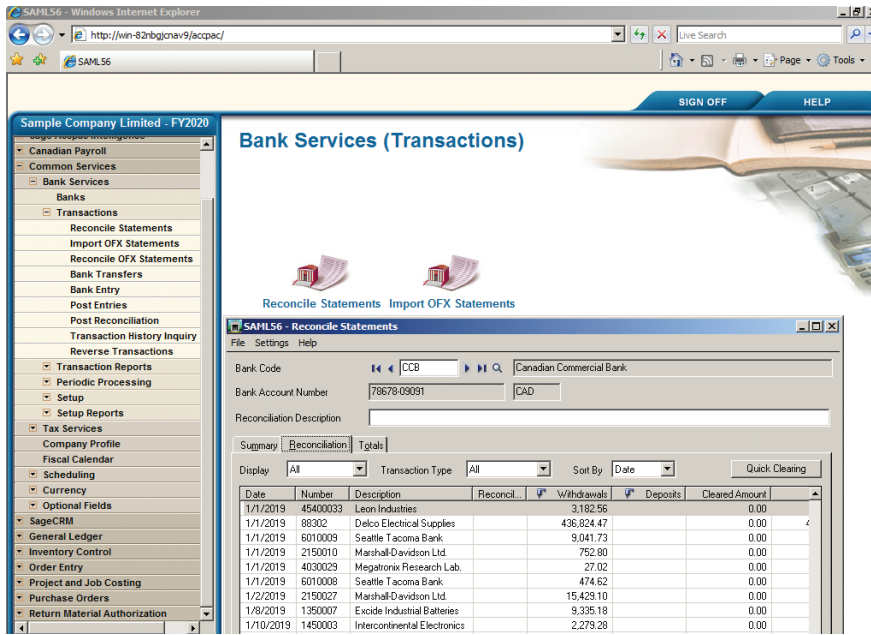 SAML56 - Windows Internet Explorer
http://win-82nbgjcnav9/accpac/
Live Search
SAML56
Page
Tools
SIGN OFF
HELP
Sample Company Limited - FY2020
Canadian Payroll
Common Services
Bank Services
Banks
Transactions
Reconcile Statements
Import OFX Statements
Reconcile OFX Statements
Bank Transfers
Bank Entry
Post Entries
Post Reconciliation
Transaction History Inquiry
Reverse Transactions
Transaction Reports
Periodic Processing
Setup
Setup Reports
Tax Services
Company Profile
Fiscal Calendar
Scheduling
Currency
Optional Fields
SageCRM
General Ledger
Inventory Control
Order Entry
Project and Job Costing
Purchase Orders
Return Material Authorization
Bank Services (Transactions)
Reconcile Statements Import OFX Statements
SAML56 - Reconcile Statements
File Settings Help
Bank Code CCB Canadian Commercial Bank
Bank Account Number 78678-09091 CAD
Reconciliation Description
Summary Reconciliation Totals
Display All Transaction Type All Sort By Date Quick Clearing
Date Number Description Reconcil... Withdrawals Deposits Cleared Amount
1/1/2019 45400033 Leon Industries 3,182.56 0.00
1/1/2019 88302 Delco Electrical Supplies 436,824.47 0.00 4
1/1/2019 6010009 Seattle Tacoma Bank 9,041.73 0.00
1/1/2019 2150010 Marshall-Davidson Ltd. 752.80 0.00
1/1/2019 4030029 Megatronix Research Lab. 27.02 0.00
1/1/2019 6010008 Seattle Tacoma Bank 474.62 0.00
1/2/2019 2150027 Marshall-Davidson Ltd. 15,429.10 0.00
1/8/2019 1350007 Excide Industrial Batteries 9,335.18 0.00
1/10/2019 1450003 Intercontinental Electronics 2,279.28 0.00